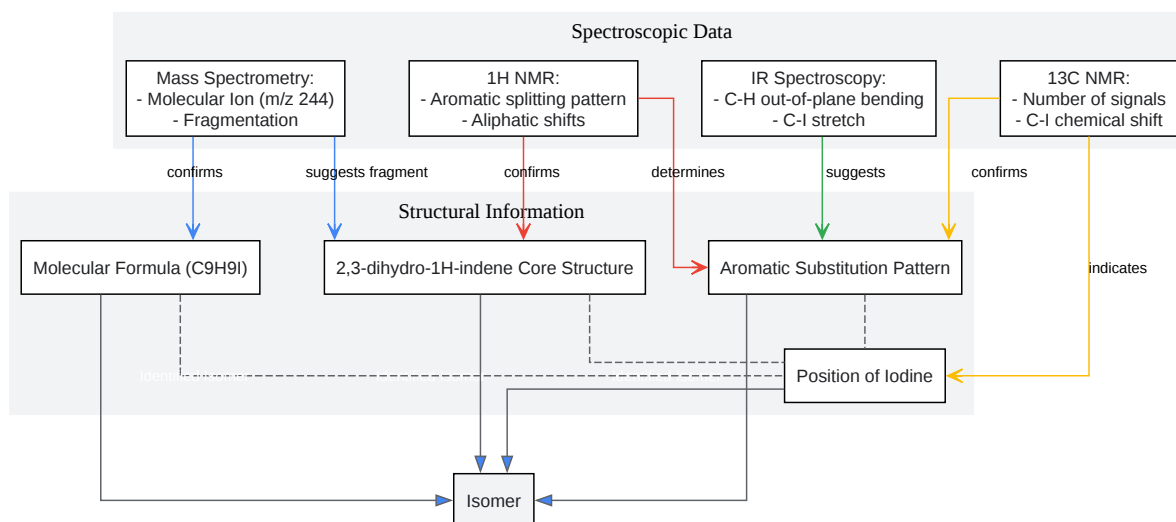 Spectroscopic Data
Mass Spectrometry:
- Molecular Ion (m/z 244)
- Fragmentation
1H NMR:
- Aromatic splitting pattern
- Aliphatic shifts
IR Spectroscopy:
- C-H out-of-plane bending
- C-I stretch
13C NMR:
- Number of signals
- C-I chemical shift
confirms
suggests fragment
confirms
determines
suggests
confirms
Structural Information
Molecular Formula (C9H9I)
2,3-dihydro-1H-indene Core Structure
Aromatic Substitution Pattern
indicates
Position of Iodine
Isomer